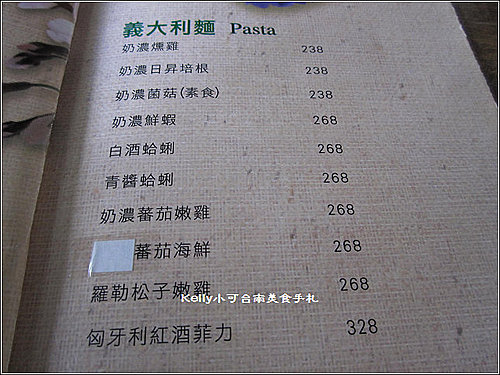 義大利麵 Pasta
奶濃燻雞 238
奶濃日昇培根 238
奶濃菌菇(素食) 238
奶濃鮮蝦 268
白酒蛤蜊 268
青醬蛤蜊 268
奶濃蕃茄嫩雞 268
蕃茄海鮮 268
羅勒松子嫩雞 268
Kelly小可台南美食手札
匈牙利紅酒菲力 328